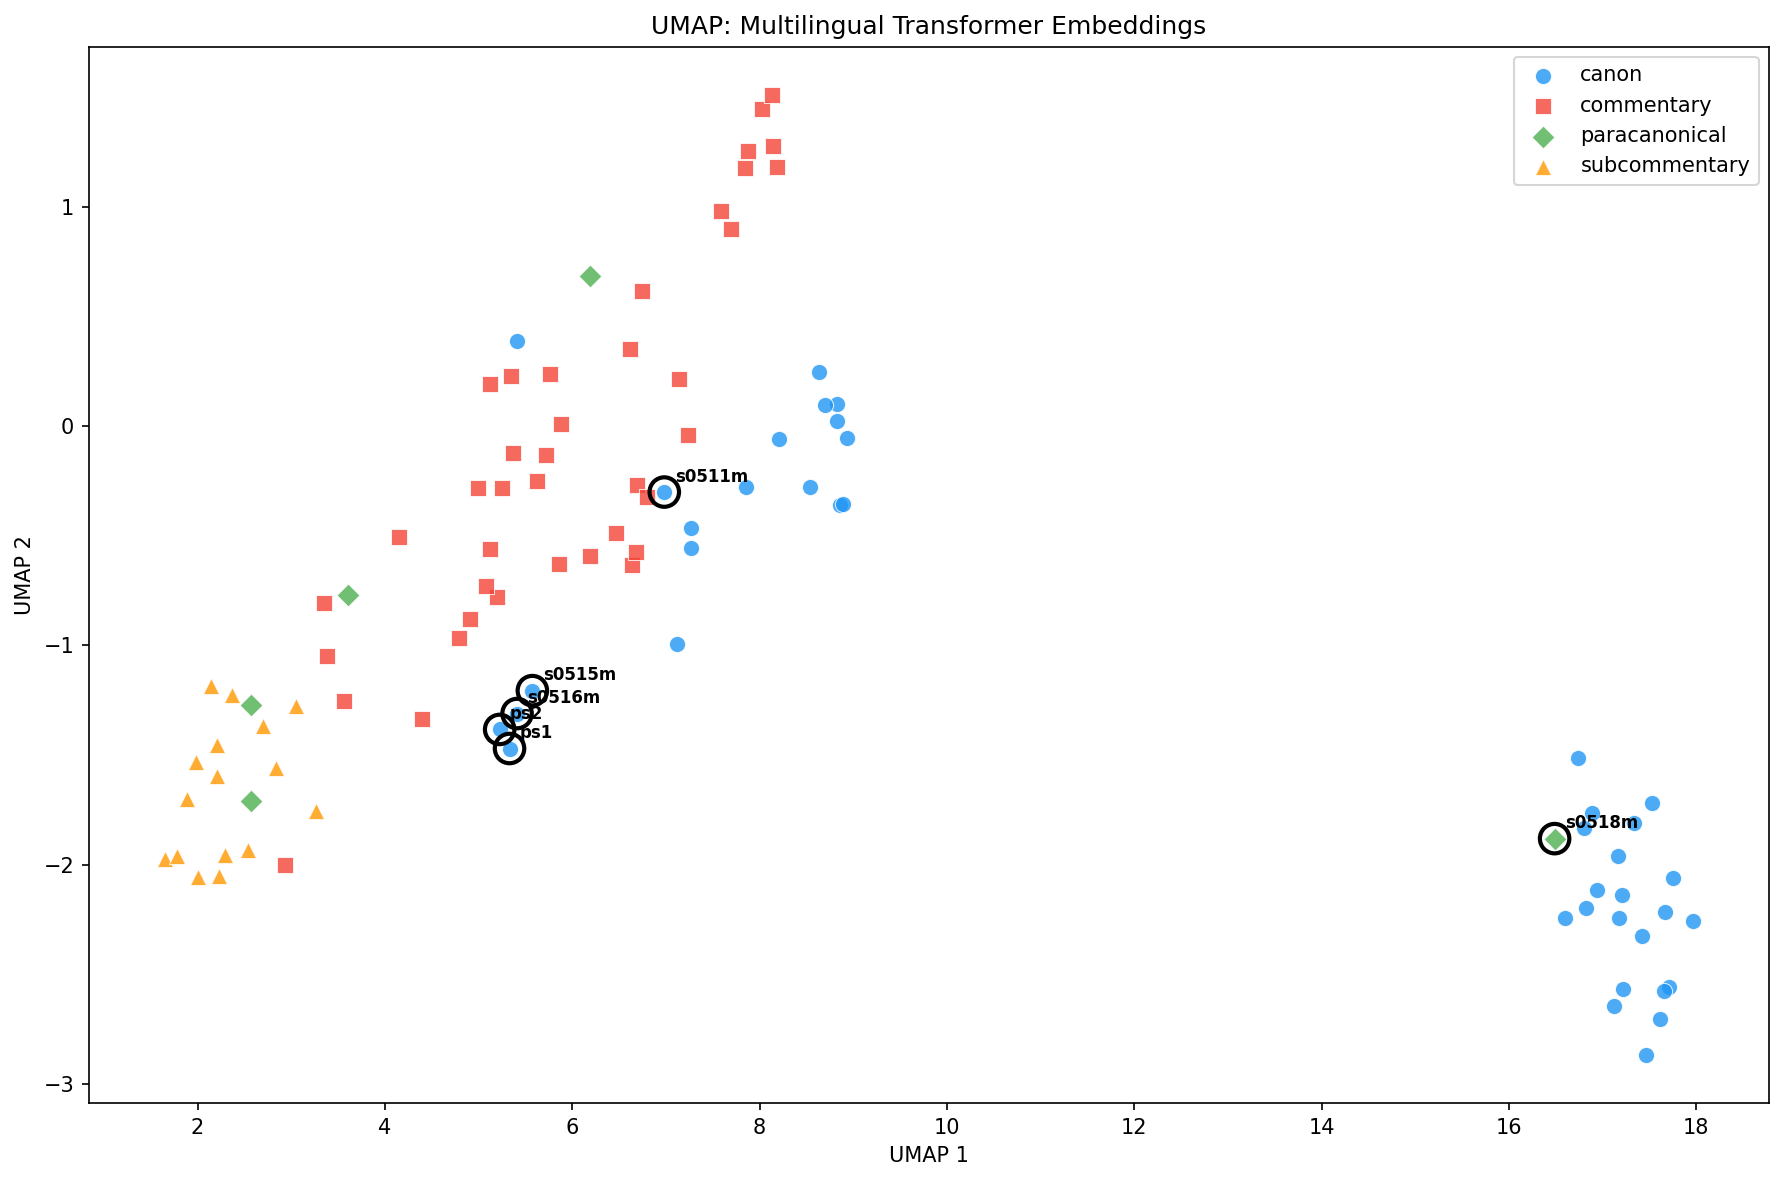 UMAP: Multilingual Transformer Embeddings
canon
commentary
paracanonical
subcommentary
1
0
−1
−2
−3
UMAP 2
s0511m
s0515m
s0516m
ps2
ps1
s0518m
2 4 6 8 10 12 14 16 18
UMAP 1